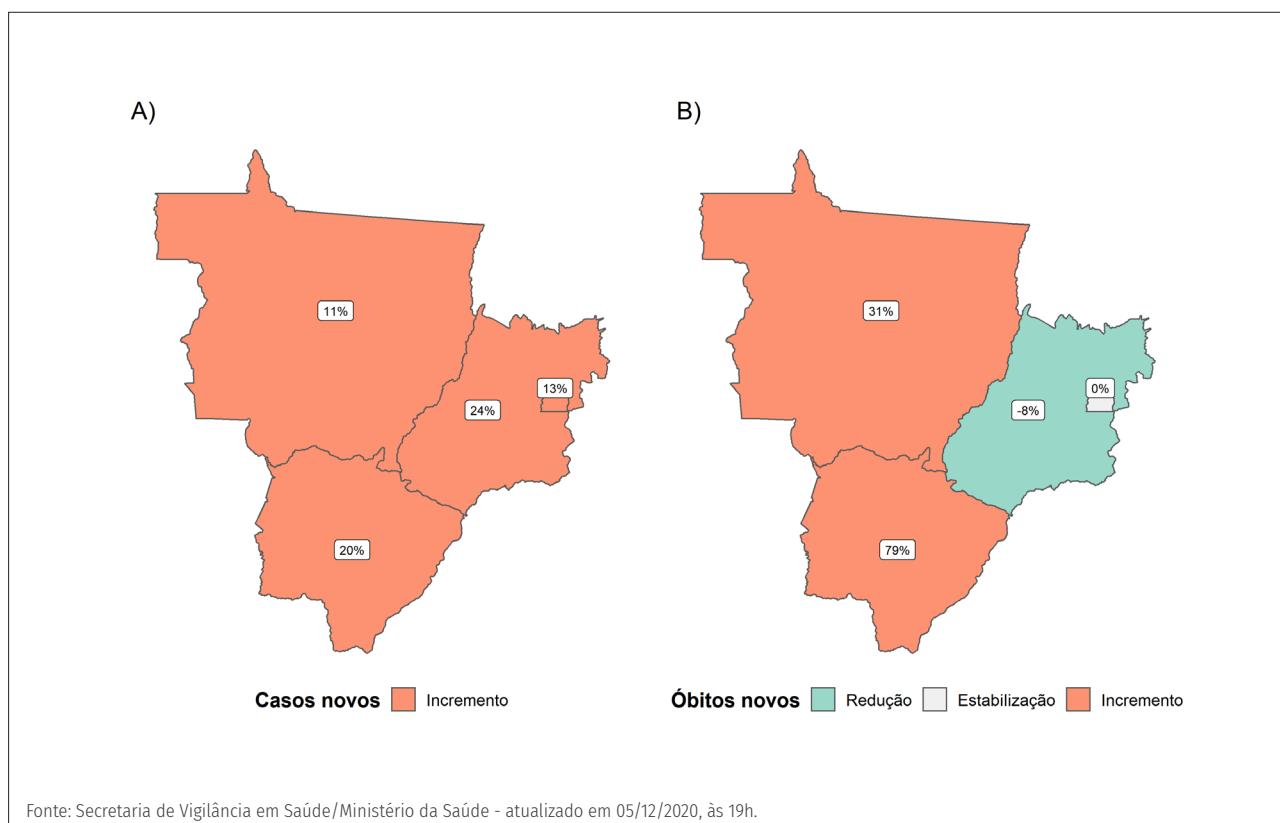 A)
B)
11%
13%
24%
20%
31%
0%
-8%
79%
Casos novos Incremento
Óbitos novos Redução Estabilização Incremento
Fonte: Secretaria de Vigilância em Saúde/Ministério da Saúde - atualizado em 05/12/2020, às 19h.